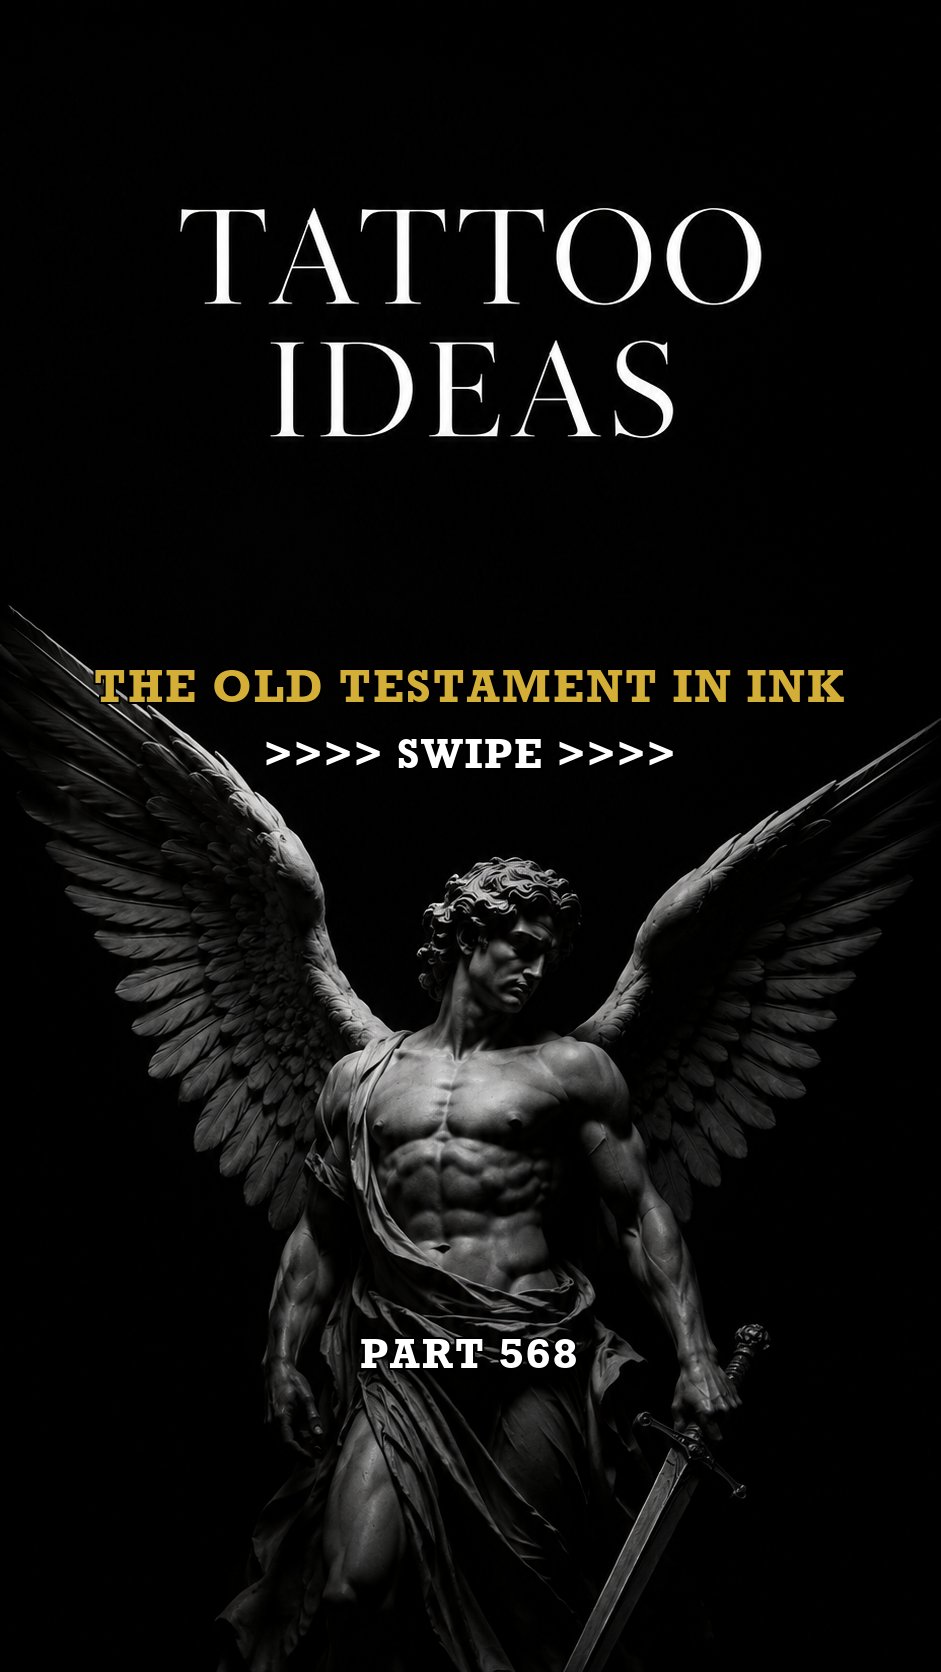 TATTOO
IDEAS
THE OLD TESTAMENT IN INK
>>>> SWIPE >>>>
PART 568